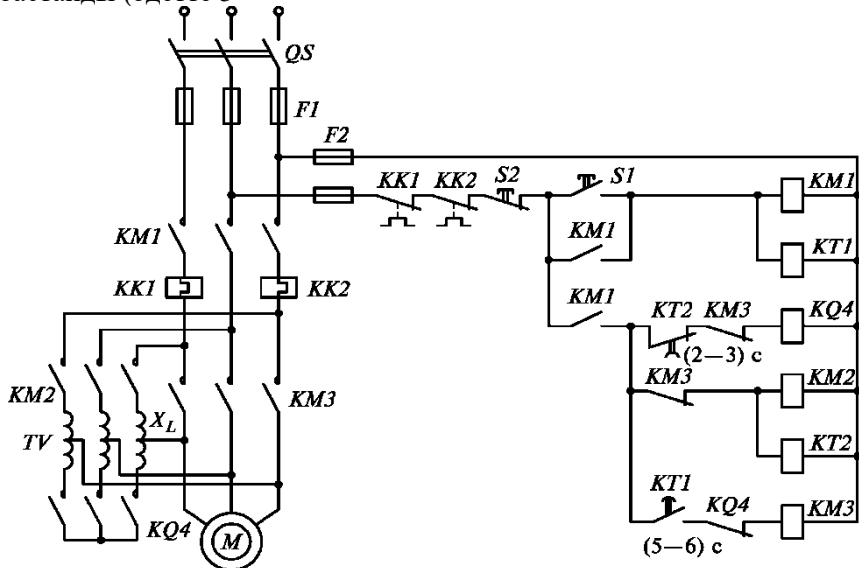 QS
F1
F2
KK1 KK2 S2 S1 KM1
KM1 KM1 KT1
KK1 KK2
KM1 KT2 KM3 KQ4
(2—3) с
KM2 X_L KM3 KM3 KM2
TV KT2
KT1 KQ4 KM3
KQ4 M
(5—6) с